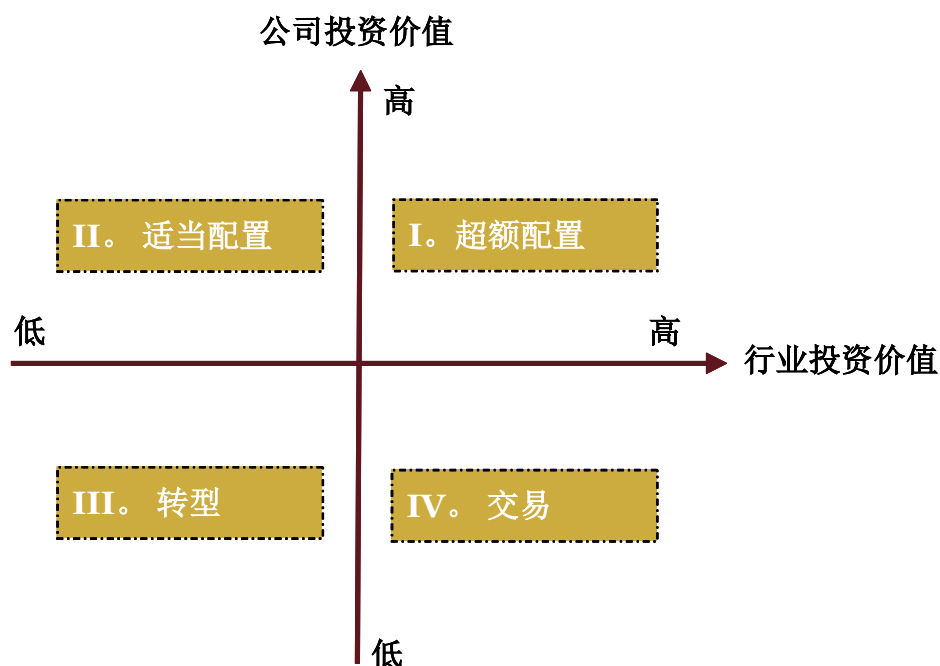 公司投资价值
高
II。 适当配置
I。超额配置
低
高
行业投资价值
III。 转型
IV。 交易
低